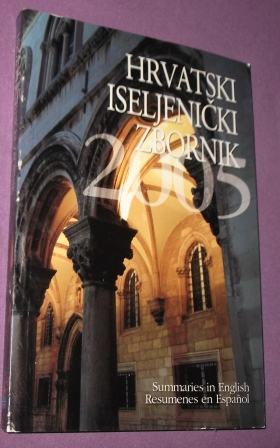 HRVATSKI
ISELJENIČKI
ZBORNIK
2005
Summaries in English
Resumenes en Español